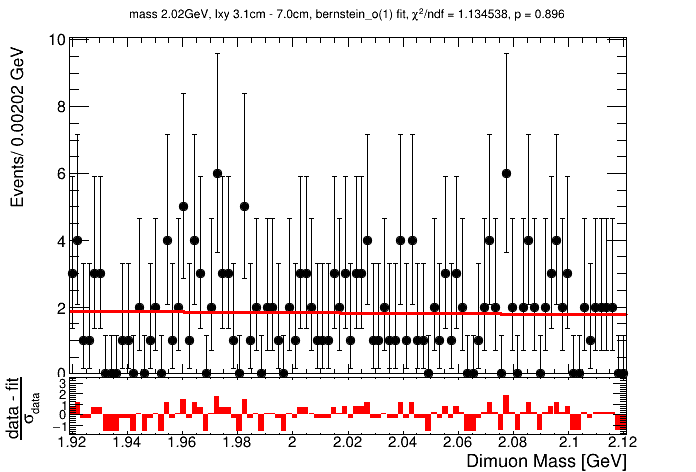 mass 2.02GeV, lxy 3.1cm - 7.0cm, bernstein_o(1) fit, χ²/ndf = 1.134538, p = 0.896
Events/ 0.00202 GeV
10
8
6
4
2
0
data - fit
σdata
3
2
1
0
−1
1.92 1.94 1.96 1.98 2 2.02 2.04 2.06 2.08 2.1 2.12
Dimuon Mass [GeV]